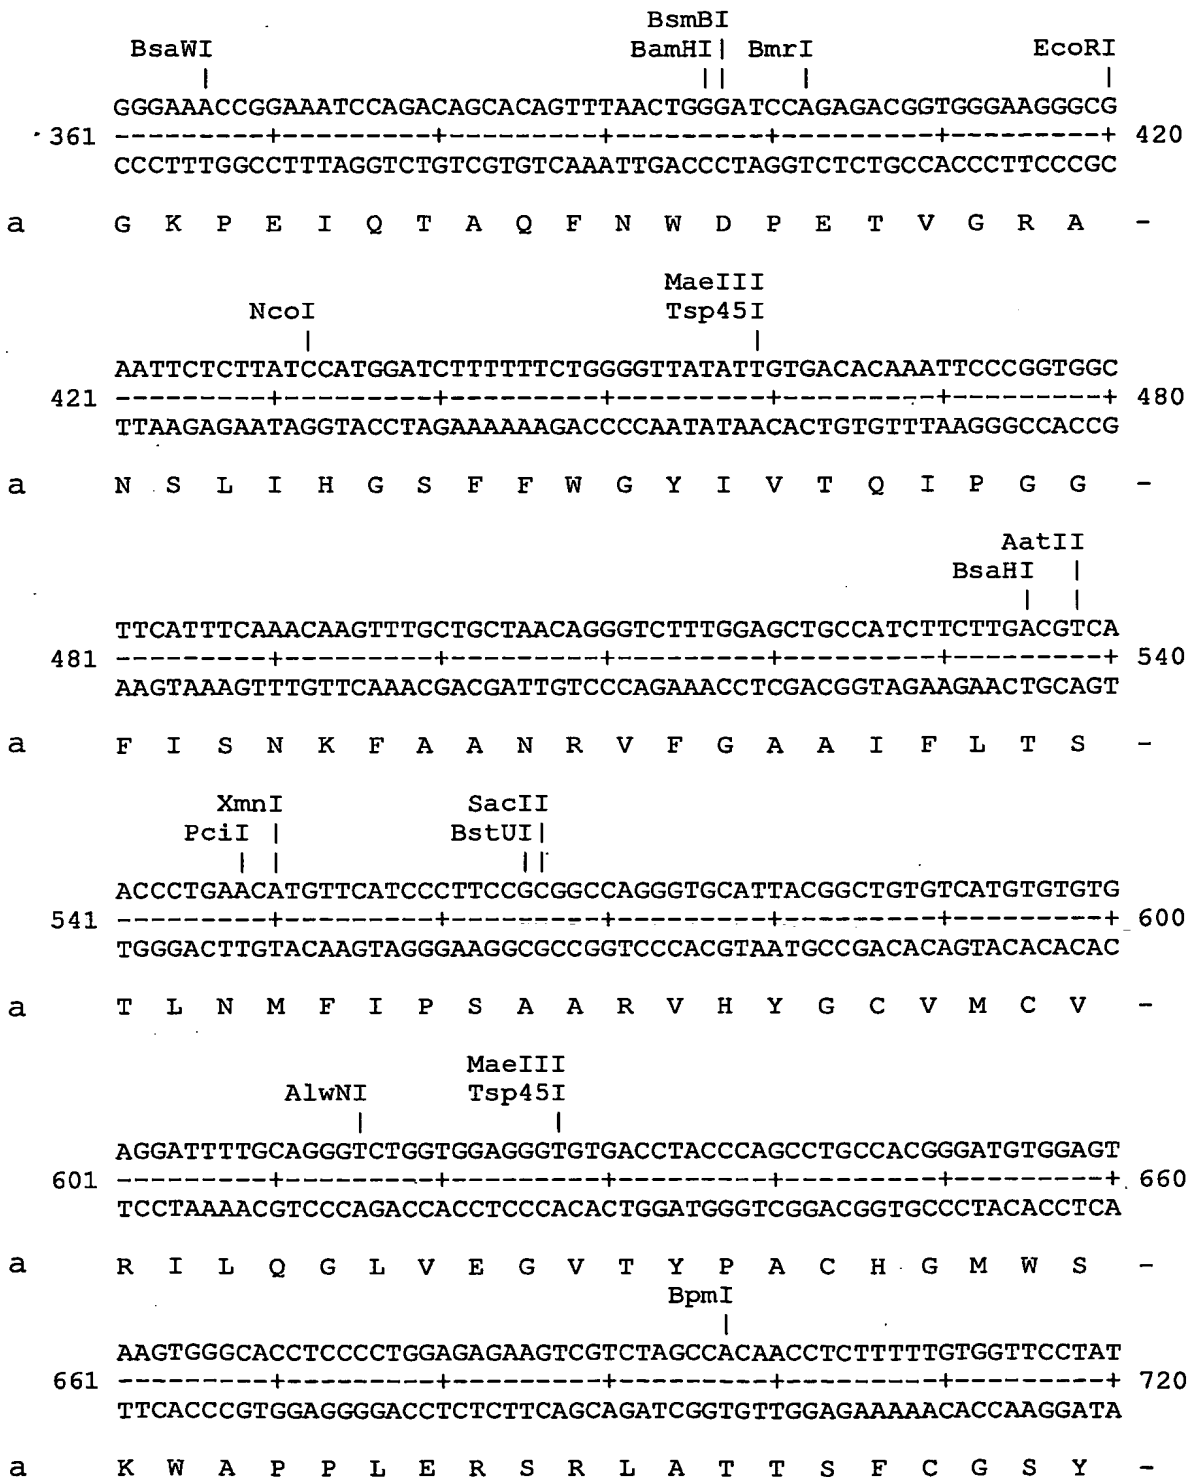 BsmBI
BsaWI BamHI| BmrI EcoRI
| || | |
GGGAAACCGGAAATCCAGACAGCACAGTTTAACTGGGATCCAGAGACGGTGGGAAGGGCG
361 ---------+---------+---------+---------+---------+---------+ 420
CCCTTTGGCCTTTAGGTCTGTCGTGTCAAATTGACCCTAGGTCTCTGCCACCCTTCCCGC
a G K P E I Q T A Q F N W D P E T V G R A -
MaeIII
NcoI Tsp45I
| |
AATTCTCTTATCCATGGATCTTTTTTCTGGGGTTATATTGTGACACAAATTCCCGGTGGC
421 ---------+---------+---------+---------+---------+---------+ 480
TTAAGAGAATAGGTACCTAGAAAAAAGACCCCAATATAACACTGTGTTTAAGGGCCACCG
a N S L I H G S F F W G Y I V T Q I P G G -
AatII
BsaHI |
| |
TTCATTTCAAACAAGTTTGCTGCTAACAGGGTCTTTGGAGCTGCCATCTTCTTGACGTCA
481 ---------+---------+---------+---------+---------+---------+ 540
AAGTAAAGTTTGTTCAAACGACGATTGTCCCAGAAACCTCGACGGTAGAAGAACTGCAGT
a F I S N K F A A N R V F G A A I F L T S -
XmnI SacII
PciI | BstUI|
| | ||
ACCCTGAACATGTTCATCCCTTCCGCGGCCAGGGTGCATTACGGCTGTGTCATGTGTGTG
541 ---------+---------+---------+---------+---------+---------+ 600
TGGGACTTGTACAAGTAGGGAAGGCGCCGGTCCCACGTAATGCCGACACAGTACACACAC
a T L N M F I P S A A R V H Y G C V M C V -
MaeIII
AlwNI Tsp45I
| |
AGGATTTTGCAGGGTCTGGTGGAGGGTGTGACCTACCCAGCCTGCCACGGGATGTGGAGT
601 ---------+---------+---------+---------+---------+---------+ 660
TCCTAAAACGTCCCAGACCACCTCCCACACTGGATGGGTCGGACGGTGCCCTACACCTCA
a R I L Q G L V E G V T Y P A C H G M W S -
BpmI
|
AAGTGGGCACCTCCCCTGGAGAGAAGTCGTCTAGCCACAACCTCTTTTTGTGGTTCCTAT
661 ---------+---------+---------+---------+---------+---------+ 720
TTCACCCGTGGAGGGGACCTCTCTTCAGCAGATCGGTGTTGGAGAAAAACACCAAGGATA
a K W A P P L E R S R L A T T S F C G S Y -